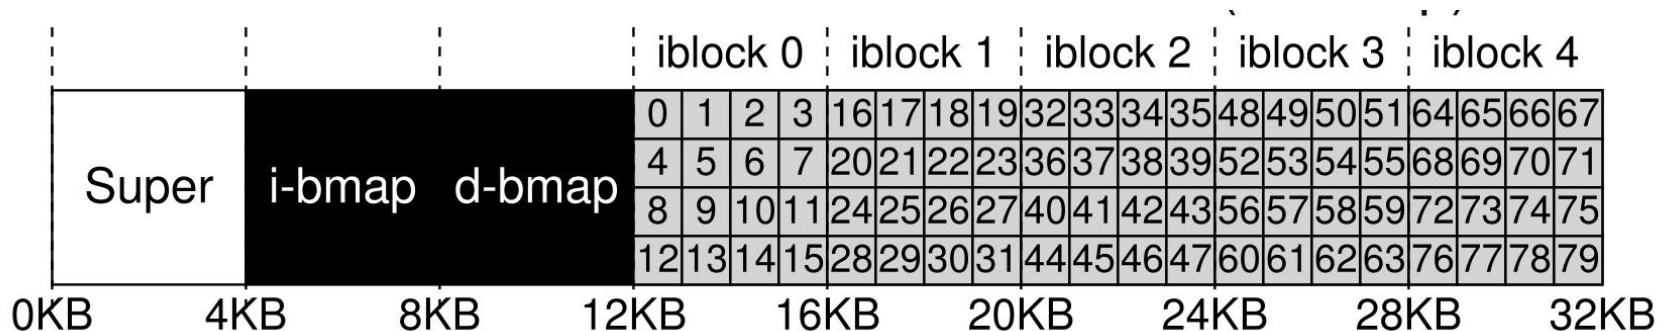 iblock 0 iblock 1 iblock 2 iblock 3 iblock 4
0 1 2 3 16 17 18 19 32 33 34 35 48 49 50 51 64 65 66 67
4 5 6 7 20 21 22 23 36 37 38 39 52 53 54 55 68 69 70 71
Super i-bmap d-bmap
8 9 10 11 24 25 26 27 40 41 42 43 56 57 58 59 72 73 74 75
12 13 14 15 28 29 30 31 44 45 46 47 60 61 62 63 76 77 78 79
0KB 4KB 8KB 12KB 16KB 20KB 24KB 28KB 32KB